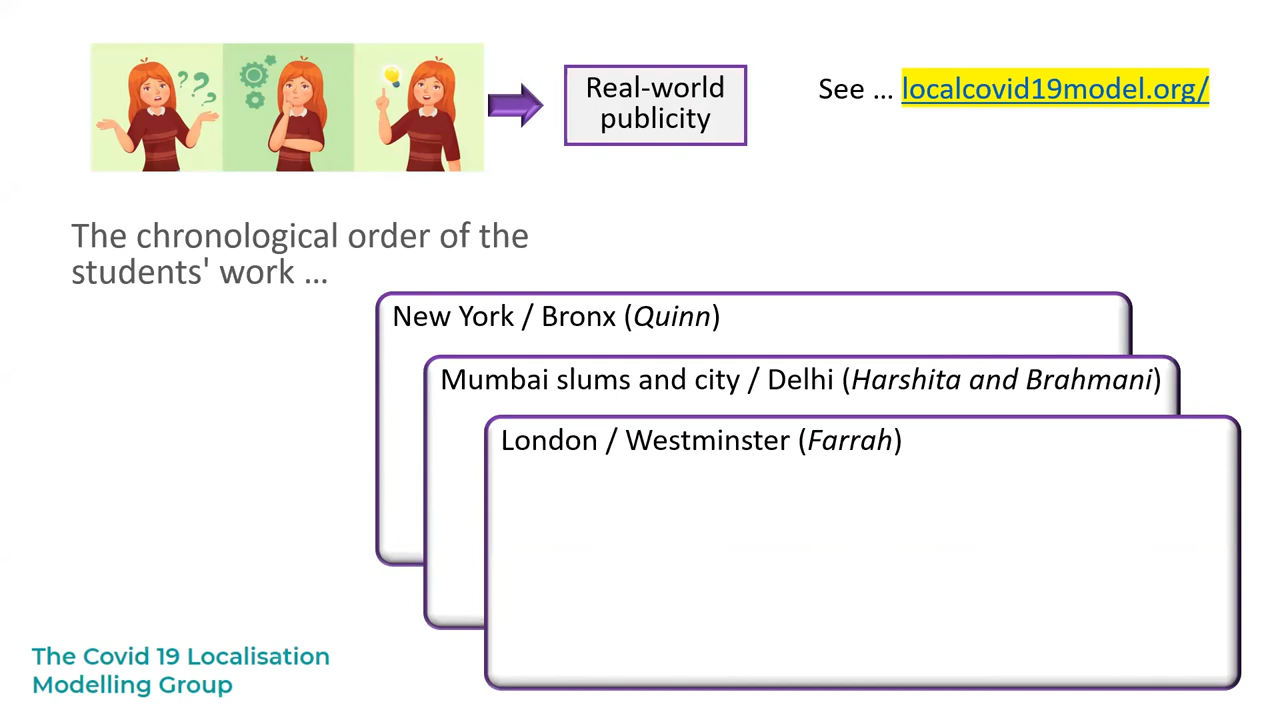 Real-world
publicity
See ... localcovid19model.org/
The chronological order of the
students' work ...
New York / Bronx (Quinn)
Mumbai slums and city / Delhi (Harshita and Brahmani)
London / Westminster (Farrah)
The Covid 19 Localisation
Modelling Group